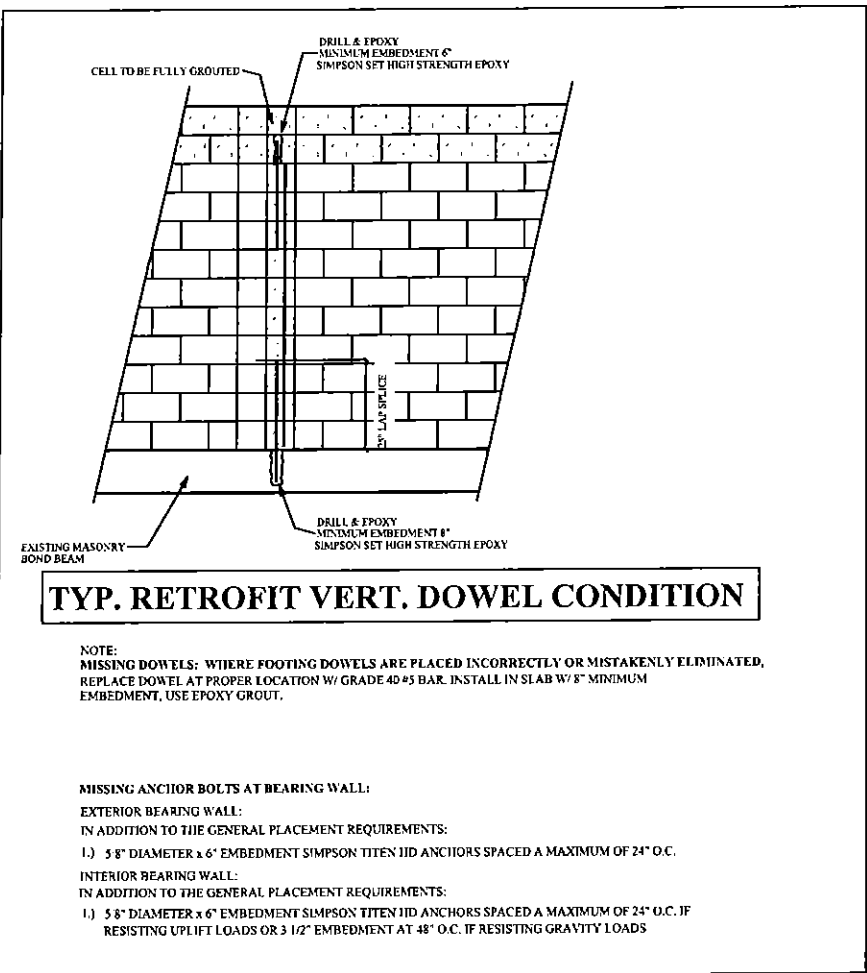 DRILL & EPOXY
MINIMUM EMBEDMENT 6"
SIMPSON SET HIGH STRENGTH EPOXY
CELL TO BE FULLY GROUTED
25" LAP SPLICE
DRILL & EPOXY
MINIMUM EMBEDMENT 8"
SIMPSON SET HIGH STRENGTH EPOXY
EXISTING MASONRY
BOND BEAM
TYP. RETROFIT VERT. DOWEL CONDITION
NOTE:
MISSING DOWELS: WHERE FOOTING DOWELS ARE PLACED INCORRECTLY OR MISTAKENLY ELIMINATED,
REPLACE DOWEL AT PROPER LOCATION W/ GRADE 40 #5 BAR. INSTALL IN SLAB W/ 8" MINIMUM
EMBEDMENT, USE EPOXY GROUT.
MISSING ANCHOR BOLTS AT BEARING WALL:
EXTERIOR BEARING WALL:
IN ADDITION TO THE GENERAL PLACEMENT REQUIREMENTS:
1.) 5/8" DIAMETER x 6" EMBEDMENT SIMPSON TITEN HD ANCHORS SPACED A MAXIMUM OF 24" O.C.
INTERIOR BEARING WALL:
IN ADDITION TO THE GENERAL PLACEMENT REQUIREMENTS:
1.) 5/8" DIAMETER x 6" EMBEDMENT SIMPSON TITEN HD ANCHORS SPACED A MAXIMUM OF 24" O.C. IF
RESISTING UPLIFT LOADS OR 3 1/2" EMBEDMENT AT 48" O.C. IF RESISTING GRAVITY LOADS